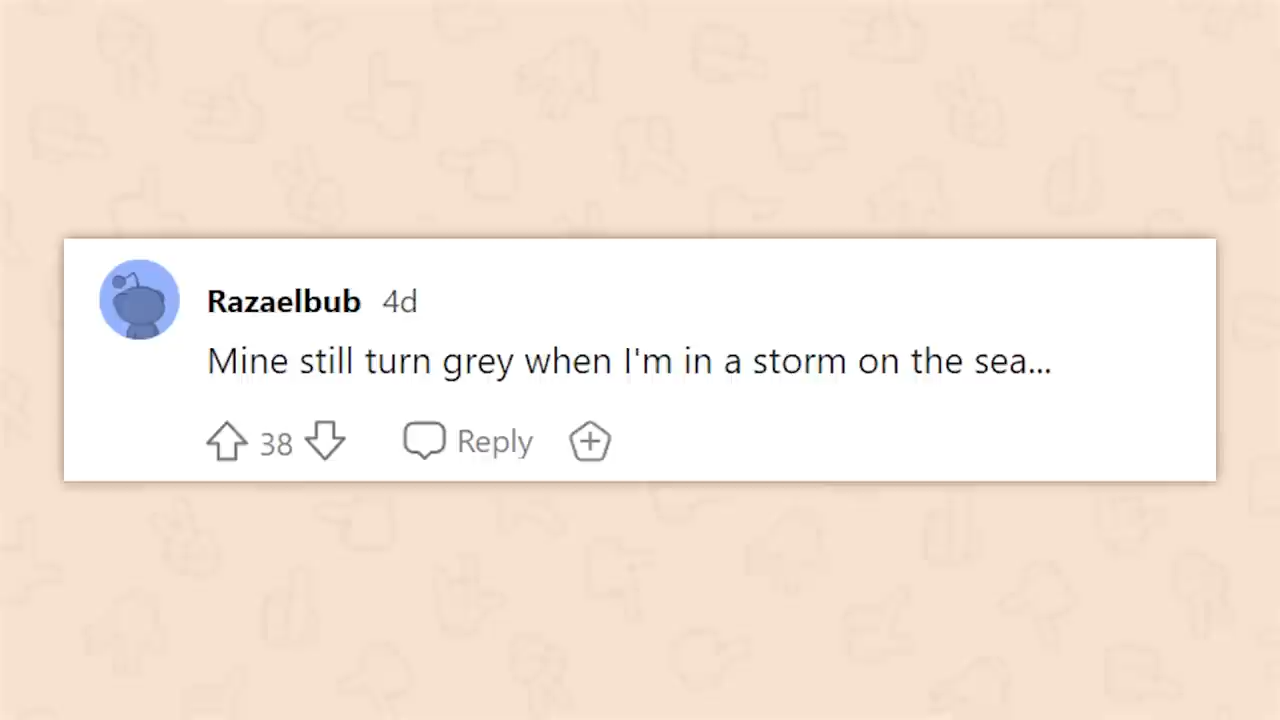 Razaelbub 4d
Mine still turn grey when I'm in a storm on the sea...
38 Reply